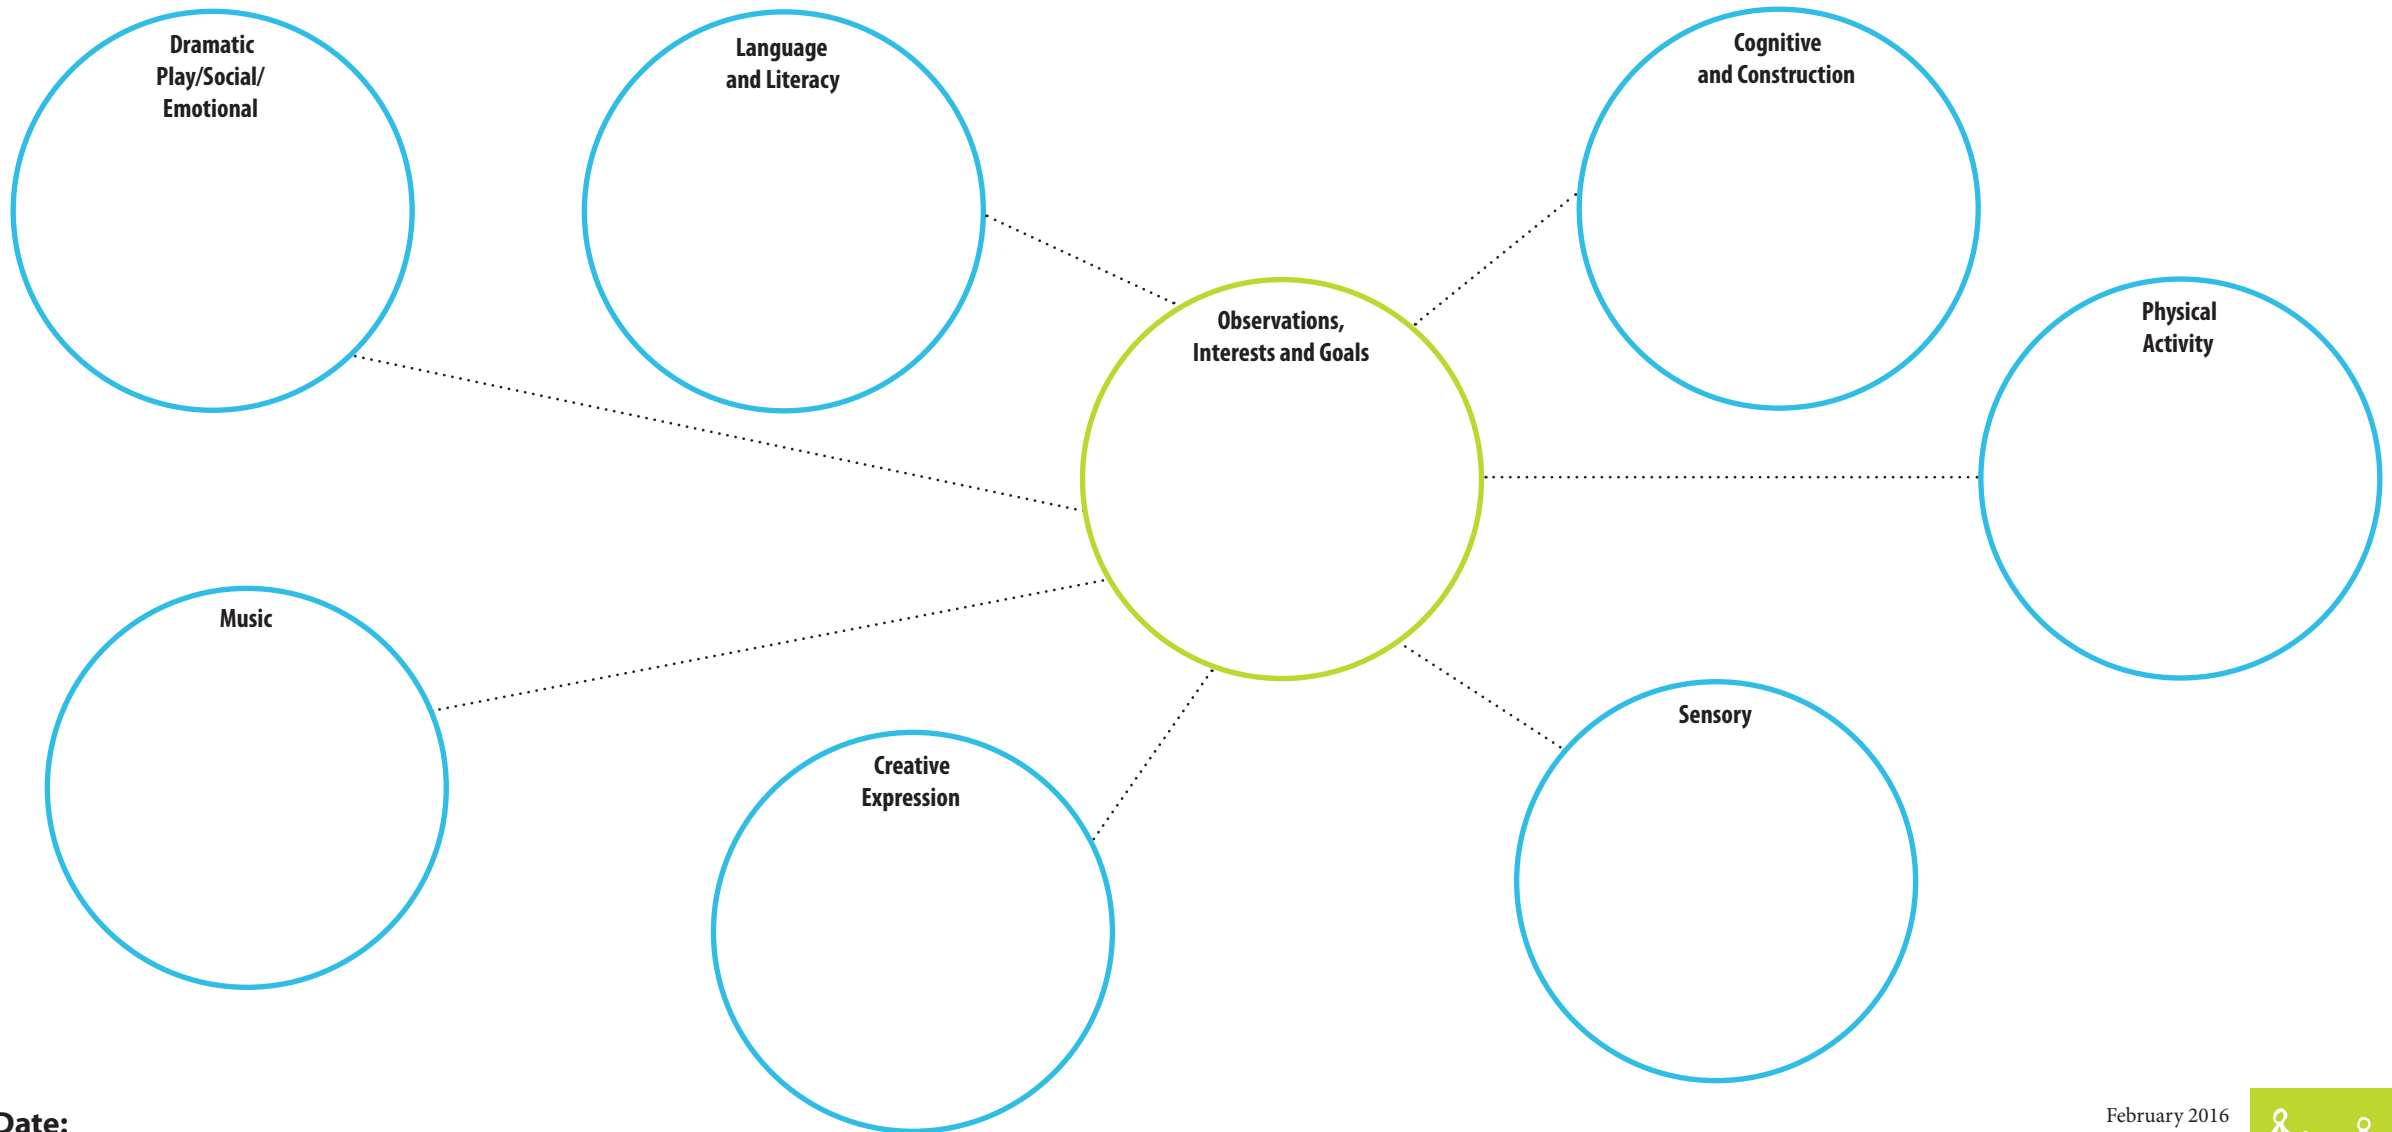 Dramatic
Play/Social/
Emotional
Language
and Literacy
Cognitive
and Construction
Observations,
Interests and Goals
Physical
Activity
Music
Sensory
Creative
Expression
Date:
February 2016